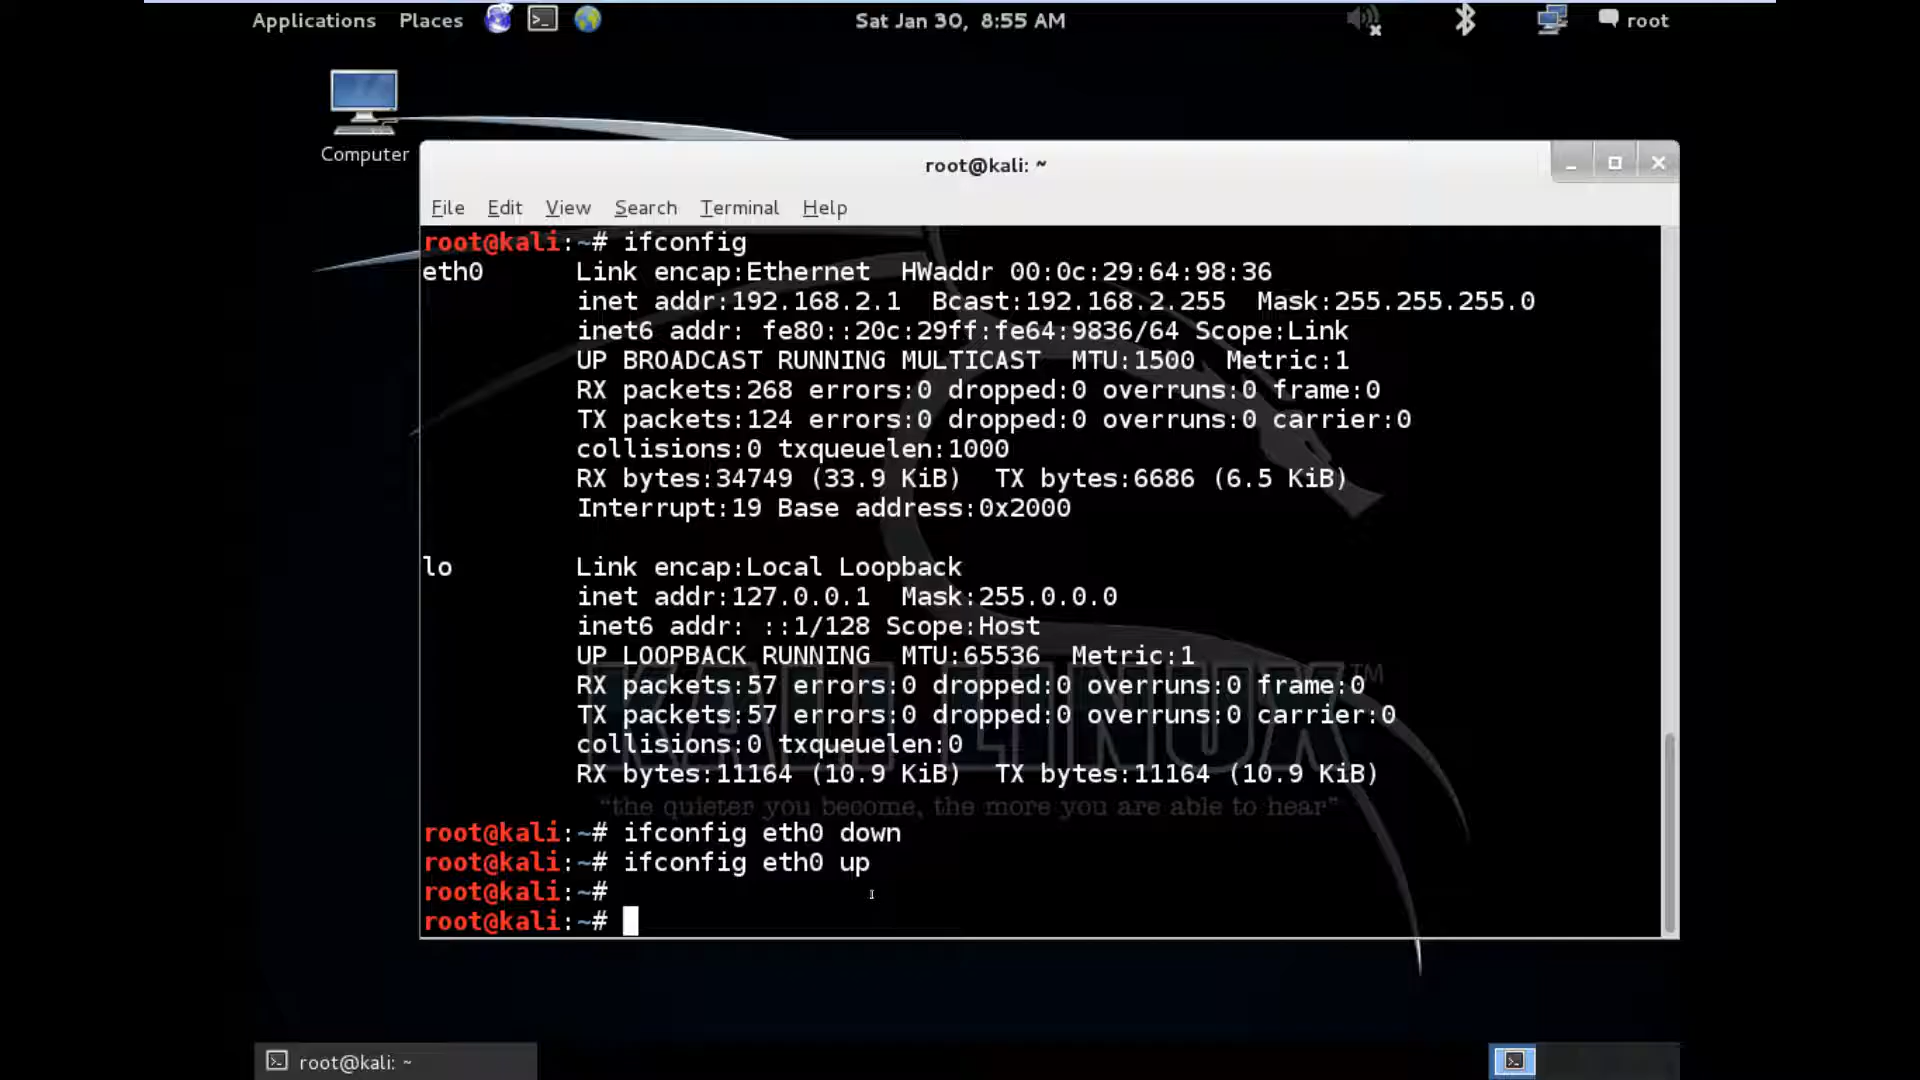 Applications Places Sat Jan 30, 8:55 AM root
Computer
root@kali: ~
File Edit View Search Terminal Help
root@kali:~# ifconfig
eth0 Link encap:Ethernet HWaddr 00:0c:29:64:98:36
inet addr:192.168.2.1 Bcast:192.168.2.255 Mask:255.255.255.0
inet6 addr: fe80::20c:29ff:fe64:9836/64 Scope:Link
UP BROADCAST RUNNING MULTICAST MTU:1500 Metric:1
RX packets:268 errors:0 dropped:0 overruns:0 frame:0
TX packets:124 errors:0 dropped:0 overruns:0 carrier:0
collisions:0 txqueuelen:1000
RX bytes:34749 (33.9 KiB) TX bytes:6686 (6.5 KiB)
Interrupt:19 Base address:0x2000
lo Link encap:Local Loopback
inet addr:127.0.0.1 Mask:255.0.0.0
inet6 addr: ::1/128 Scope:Host
UP LOOPBACK RUNNING MTU:65536 Metric:1
RX packets:57 errors:0 dropped:0 overruns:0 frame:0
TX packets:57 errors:0 dropped:0 overruns:0 carrier:0
collisions:0 txqueuelen:0
RX bytes:11164 (10.9 KiB) TX bytes:11164 (10.9 KiB)
KALI LINUX™
"the quieter you become, the more you are able to hear"
root@kali:~# ifconfig eth0 down
root@kali:~# ifconfig eth0 up
root@kali:~#
root@kali:~#
root@kali: ~